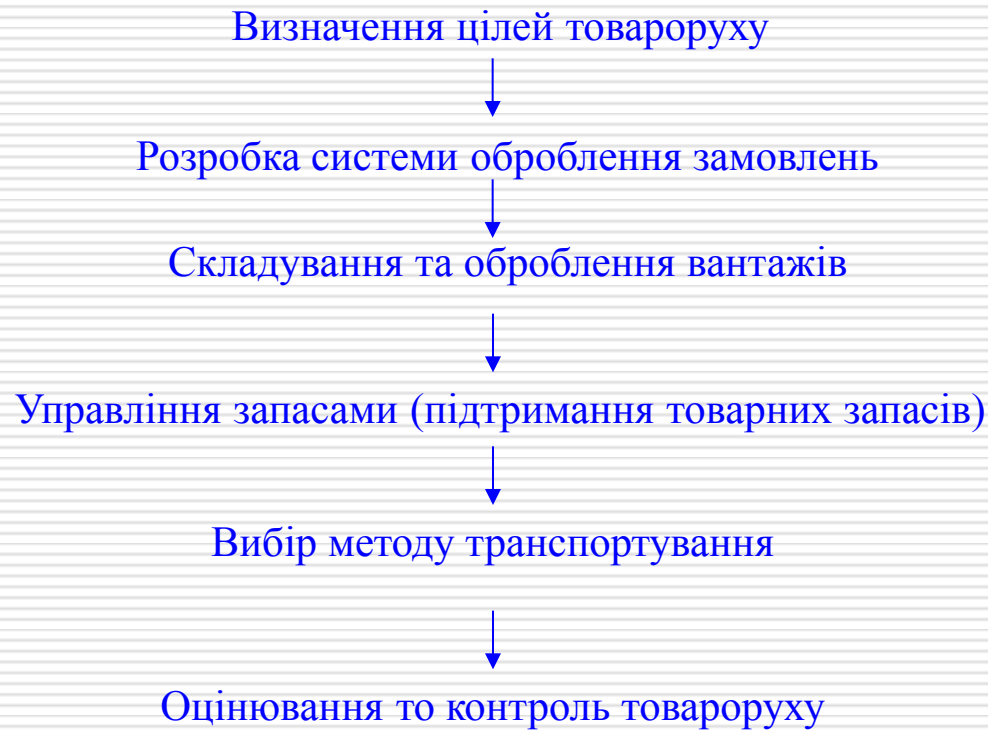 Визначення цілей товароруху
Розробка системи оброблення замовлень
Складування та оброблення вантажів
Управління запасами (підтримання товарних запасів)
Вибір методу транспортування
Оцінювання то контроль товароруху